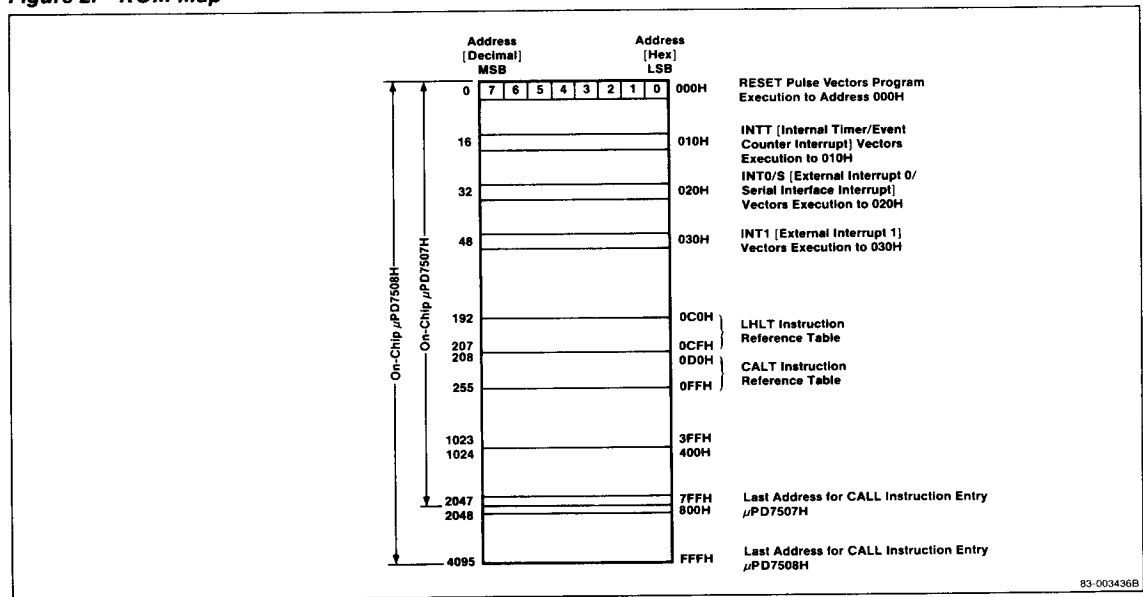 Figure 2. ROM Map
Address [Decimal] MSB
Address [Hex] LSB
0 7 6 5 4 3 2 1 0 000H RESET Pulse Vectors Program
Execution to Address 000H
16 010H INTT [Internal Timer/Event
Counter Interrupt] Vectors
Execution to 010H
32 020H INT0/S [External Interrupt 0/
Serial Interface Interrupt]
Vectors Execution to 020H
48 030H INT1 [External Interrupt 1]
Vectors Execution to 030H
On-Chip µPD7508H
On-Chip µPD7507H
192 0C0H LHLT Instruction
207 0CFH Reference Table
208 0D0H CALT Instruction
255 0FFH Reference Table
1023 3FFH
1024 400H
2047 7FFH Last Address for CALL Instruction Entry
2048 800H µPD7507H
4095 FFFH Last Address for CALL Instruction Entry
µPD7508H
83-003436B